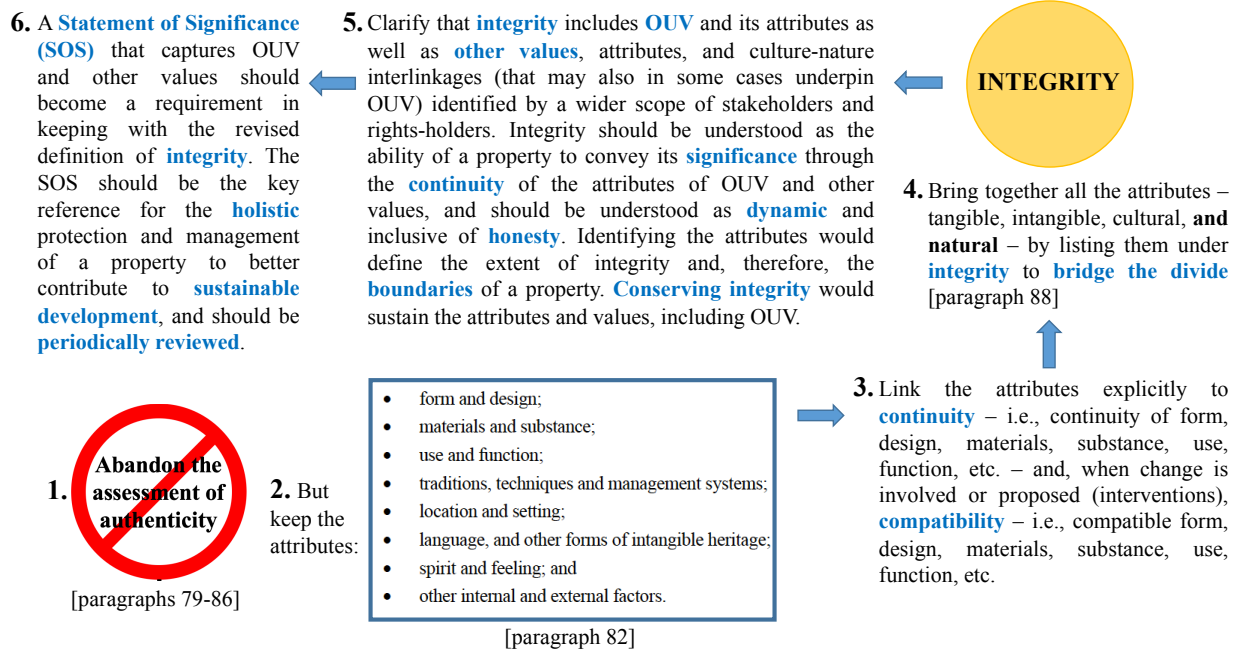 6. A Statement of Significance
(SOS) that captures OUV
and other values should
become a requirement in
keeping with the revised
definition of integrity. The
SOS should be the key
reference for the holistic
protection and management
of a property to better
contribute to sustainable
development, and should be
periodically reviewed.
5. Clarify that integrity includes OUV and its attributes as
well as other values, attributes, and culture-nature
interlinkages (that may also in some cases underpin
OUV) identified by a wider scope of stakeholders and
rights-holders. Integrity should be understood as the
ability of a property to convey its significance through
the continuity of the attributes of OUV and other
values, and should be understood as dynamic and
inclusive of honesty. Identifying the attributes would
define the extent of integrity and, therefore, the
boundaries of a property. Conserving integrity would
sustain the attributes and values, including OUV.
INTEGRITY
4. Bring together all the attributes –
tangible, intangible, cultural, and
natural – by listing them under
integrity to bridge the divide
[paragraph 88]
1. Abandon the
assessment of
authenticity
[paragraphs 79-86]
2. But
keep the
attributes:
• form and design;
• materials and substance;
• use and function;
• traditions, techniques and management systems;
• location and setting;
• language, and other forms of intangible heritage;
• spirit and feeling; and
• other internal and external factors.
[paragraph 82]
3. Link the attributes explicitly to
continuity – i.e., continuity of form,
design, materials, substance, use,
function, etc. – and, when change is
involved or proposed (interventions),
compatibility – i.e., compatible form,
design, materials, substance, use,
function, etc.